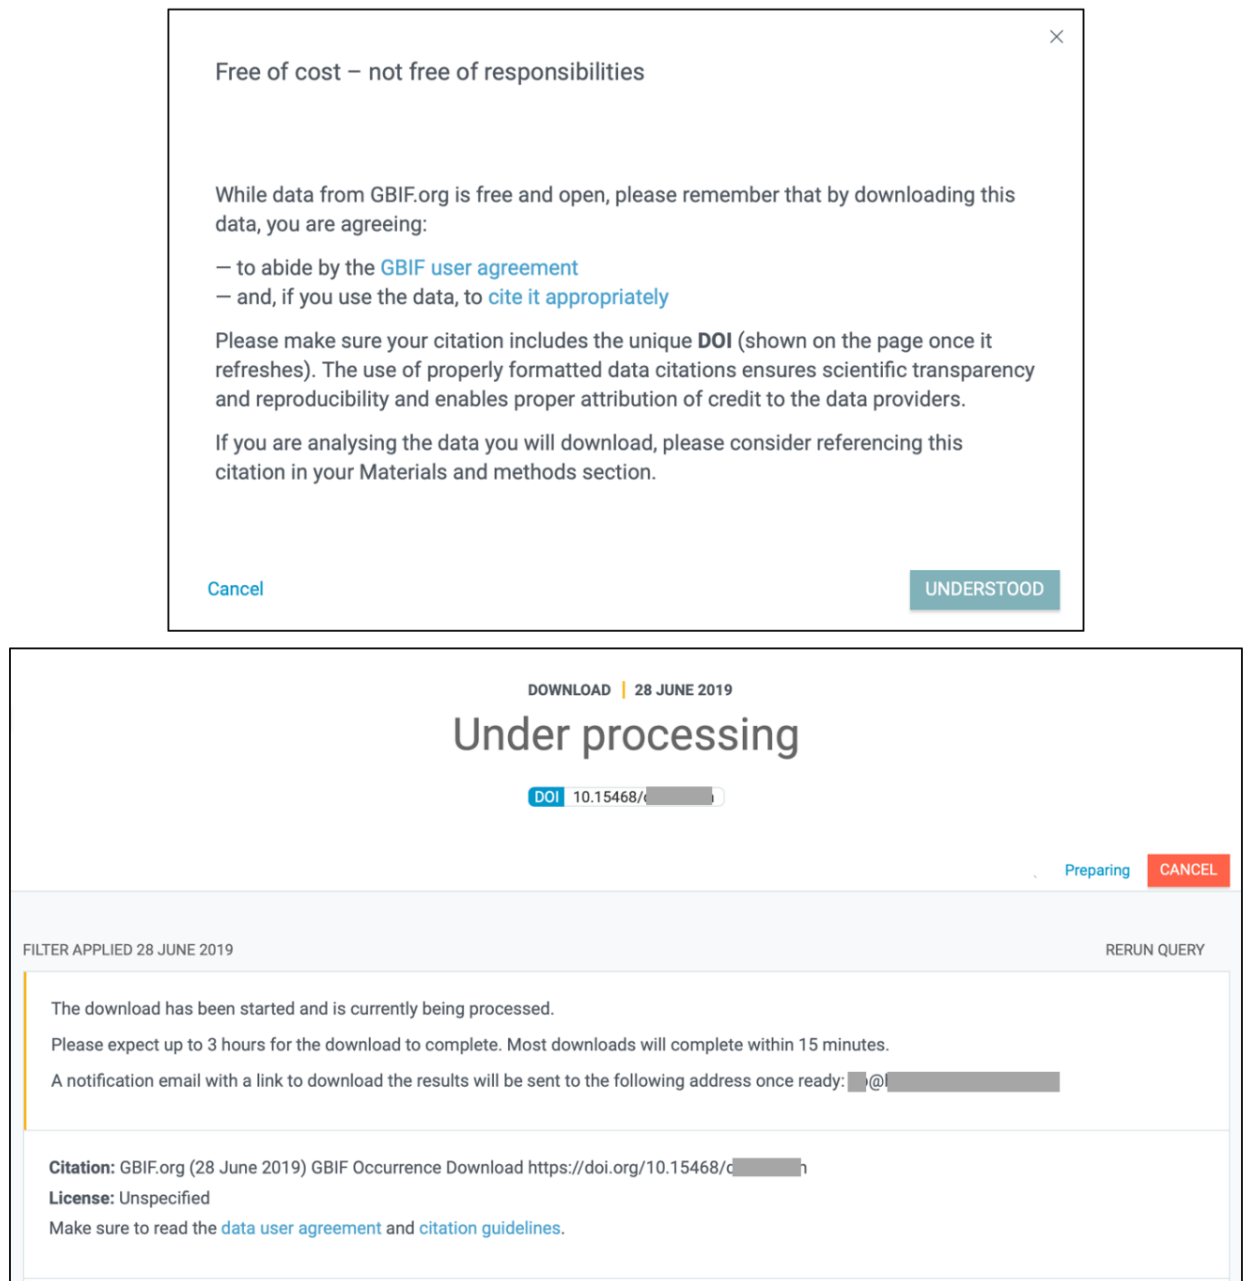 Free of cost – not free of responsibilities
While data from GBIF.org is free and open, please remember that by downloading this
data, you are agreeing:
— to abide by the GBIF user agreement
— and, if you use the data, to cite it appropriately
Please make sure your citation includes the unique DOI (shown on the page once it
refreshes). The use of properly formatted data citations ensures scientific transparency
and reproducibility and enables proper attribution of credit to the data providers.
If you are analysing the data you will download, please consider referencing this
citation in your Materials and methods section.
Cancel
UNDERSTOOD
DOWNLOAD | 28 JUNE 2019
Under processing
DOI 10.15468/
Preparing
CANCEL
FILTER APPLIED 28 JUNE 2019
RERUN QUERY
The download has been started and is currently being processed.
Please expect up to 3 hours for the download to complete. Most downloads will complete within 15 minutes.
A notification email with a link to download the results will be sent to the following address once ready: @
Citation: GBIF.org (28 June 2019) GBIF Occurrence Download https://doi.org/10.15468/
License: Unspecified
Make sure to read the data user agreement and citation guidelines.